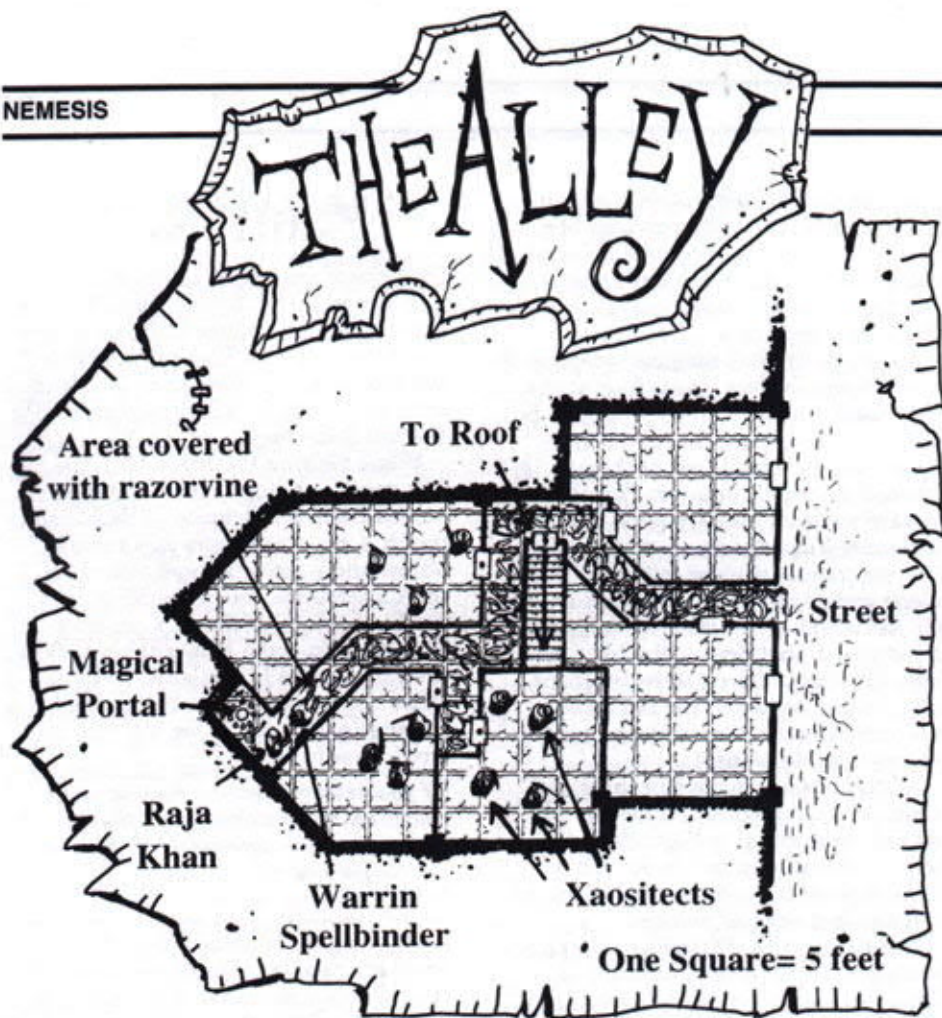 NEMESIS
THE ALLEY
Area covered
with razorvine
To Roof
Street
Magical
Portal
Raja
Khan
Warrin
Spellbinder
Xaositects
One Square= 5 feet